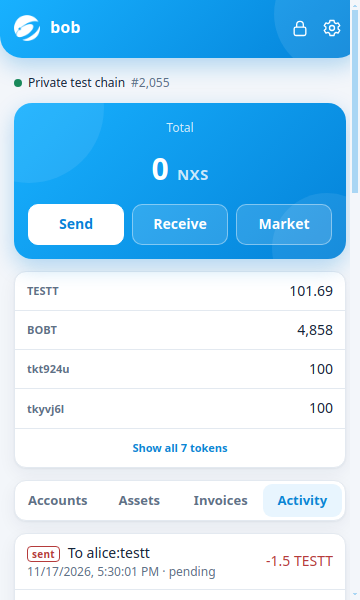 bob
Private test chain #2,055
Total
0 NXS
Send Receive Market
TESTT 101.69
BOBT 4,858
tkt924u 100
tkyvj6l 100
Show all 7 tokens
Accounts Assets Invoices Activity
sent To alice:testt -1.5 TESTT
11/17/2026, 5:30:01 PM · pending